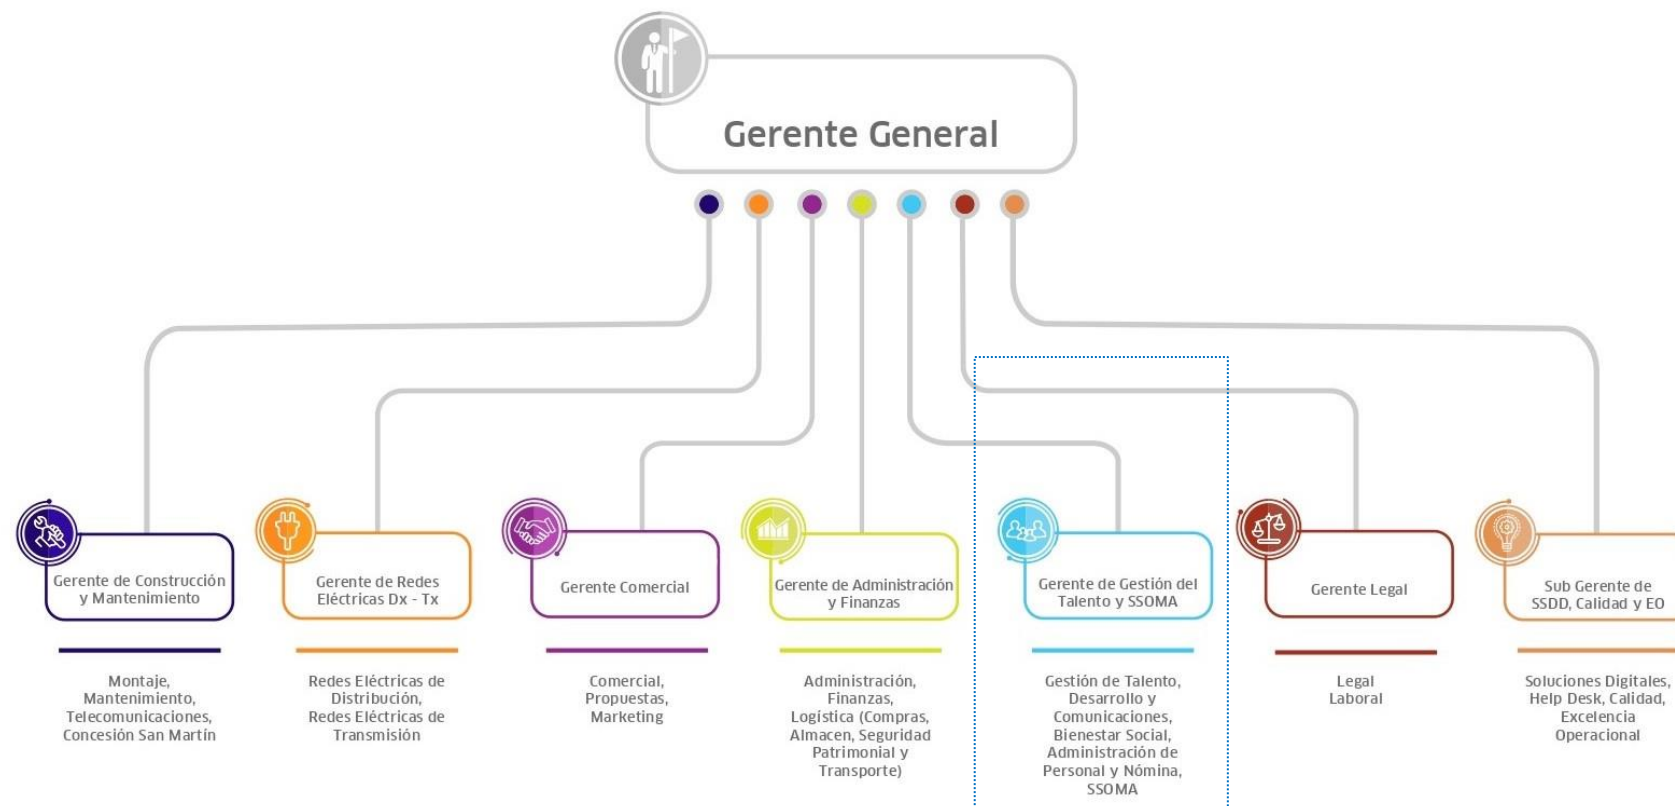 Gerente General
Gerente de Construcción
y Mantenimiento
Gerente de Redes
Eléctricas Dx - Tx
Gerente Comercial
Gerente de Administración
y Finanzas
Gerente de Gestión del
Talento y SSOMA
Gerente Legal
Sub Gerente de
SSDD, Calidad y EO
Montaje,
Mantenimiento,
Telecomunicaciones,
Concesión San Martín
Redes Eléctricas de
Distribución,
Redes Eléctricas de
Transmisión
Comercial,
Propuestas,
Marketing
Administración,
Finanzas,
Logística (Compras,
Almacen, Seguridad
Patrimonial y
Transporte)
Gestión de Talento,
Desarrollo y
Comunicaciones,
Bienestar Social,
Administración de
Personal y Nómina,
SSOMA
Legal
Laboral
Soluciones Digitales,
Help Desk, Calidad,
Excelencia
Operacional